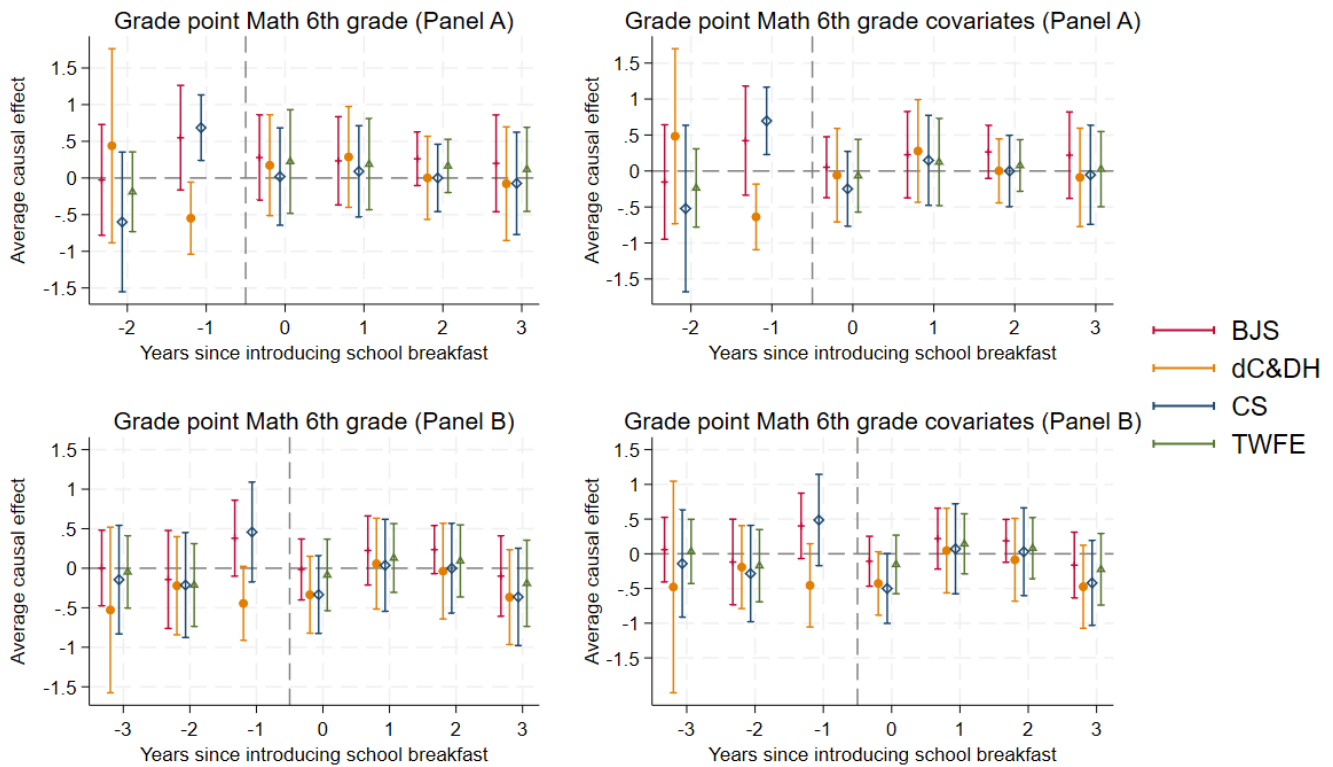 Grade point Math 6th grade (Panel A)
Average causal effect
1.5
1
.5
0
-.5
-1
-1.5
-2 -1 0 1 2 3
Years since introducing school breakfast
Grade point Math 6th grade covariates (Panel A)
Average causal effect
1.5
1
.5
0
-.5
-1
-1.5
-2 -1 0 1 2 3
Years since introducing school breakfast
Grade point Math 6th grade (Panel B)
Average causal effect
1.5
1
.5
0
-.5
-1
-1.5
-3 -2 -1 0 1 2 3
Years since introducing school breakfast
Grade point Math 6th grade covariates (Panel B)
Average causal effect
1.5
1
.5
0
-.5
-1
-1.5
-3 -2 -1 0 1 2 3
Years since introducing school breakfast
BJS
dC&DH
CS
TWFE